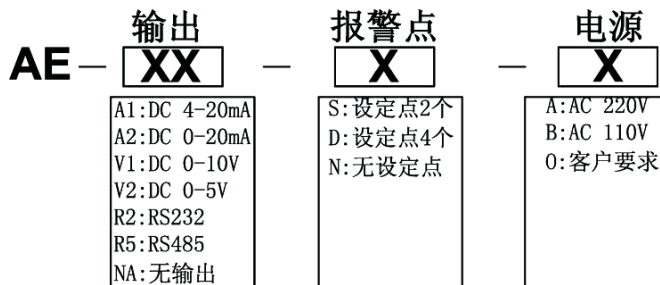 输出 报警点 电源
AE — XX — X — X
A1:DC 4-20mA
A2:DC 0-20mA
V1:DC 0-10V
V2:DC 0-5V
R2:RS232
R5:RS485
NA:无输出
S:设定点2个
D:设定点4个
N:无设定点
A:AC 220V
B:AC 110V
O:客户要求